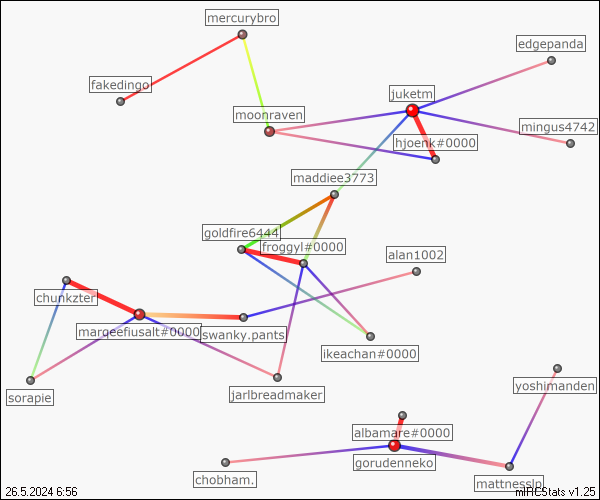 mercurybro
edgepanda
fakedingo
juketm
moonraven
mingus4742
hjoenk#0000
maddiee3773
goldfire6444
froggyl#0000
alan1002
chunkzter
marqeefiusalt#0000
swanky.pants
ikeachan#0000
sorapie
jarlbreadmaker
yoshimanden
albamare#0000
gorudenneko
chobham.
mattnesslp
26.5.2024 6:56
mIRCStats v1.25